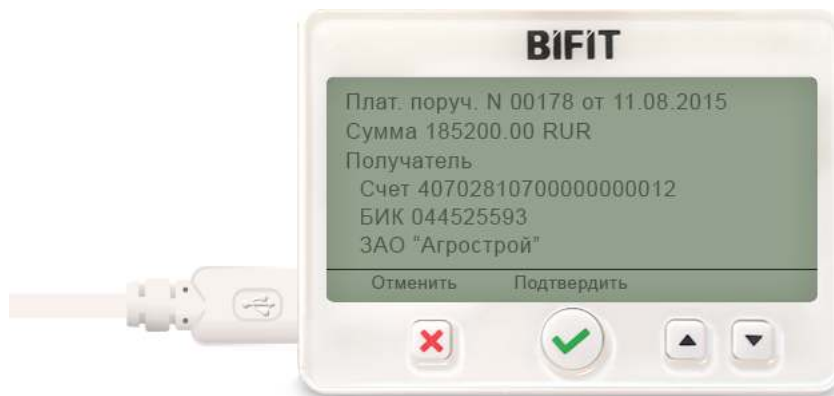 BIFIT
Плат. поруч. N 00178 от 11.08.2015
Сумма 185200.00 RUR
Получатель
Счет 40702810700000000012
БИК 044525593
ЗАО "Агрострой"
Отменить Подтвердить